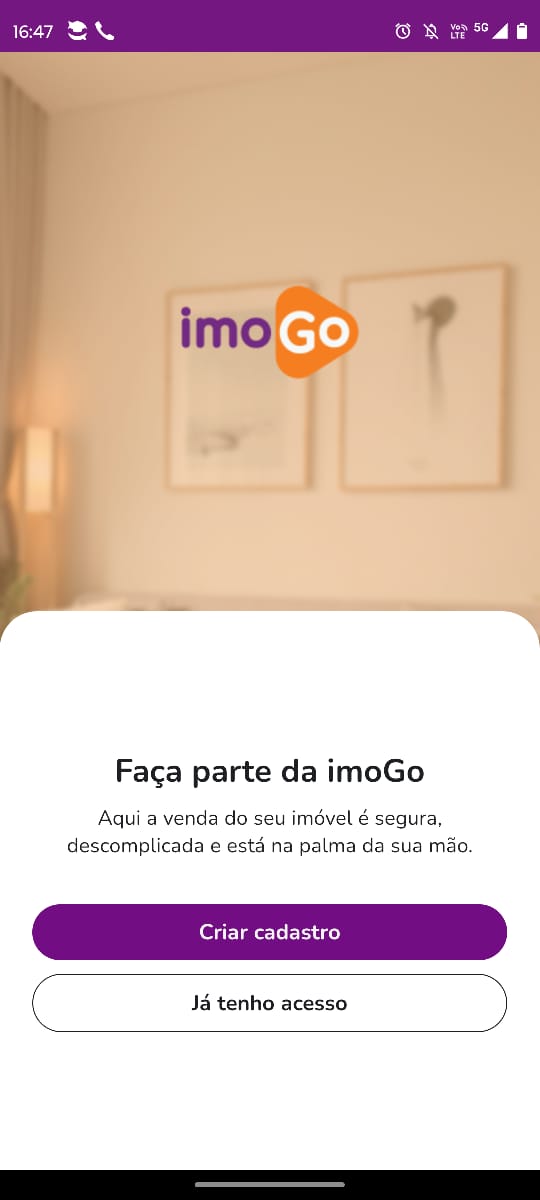 16:47
Vo)) 5G
LTE
imoGo
Faça parte da imoGo
Aqui a venda do seu imóvel é segura,
descomplicada e está na palma da sua mão.
Criar cadastro
Já tenho acesso